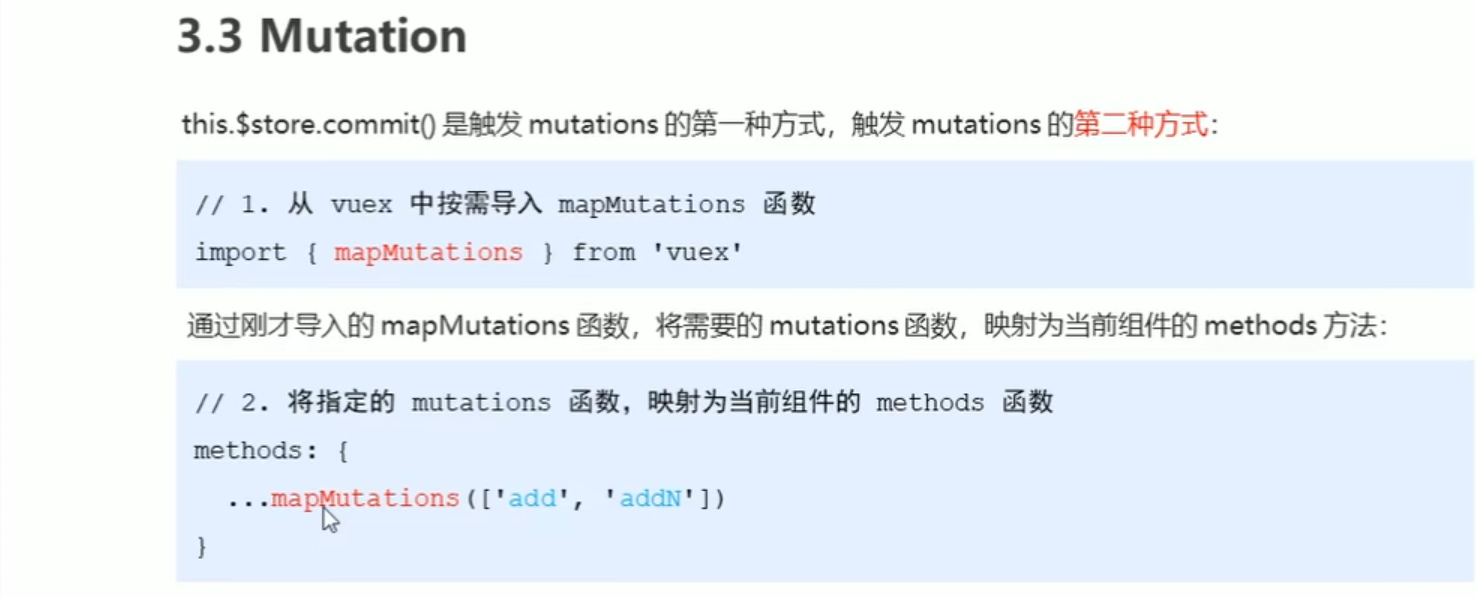 3.3 Mutation
this.$store.commit() 是触发 mutations 的第一种方式，触发 mutations 的第二种方式：
// 1. 从 vuex 中按需导入 mapMutations 函数
import { mapMutations } from 'vuex'
通过刚才导入的 mapMutations 函数，将需要的 mutations 函数，映射为当前组件的 methods 方法：
// 2. 将指定的 mutations 函数，映射为当前组件的 methods 函数
methods: {
...mapMutations(['add', 'addN'])
}